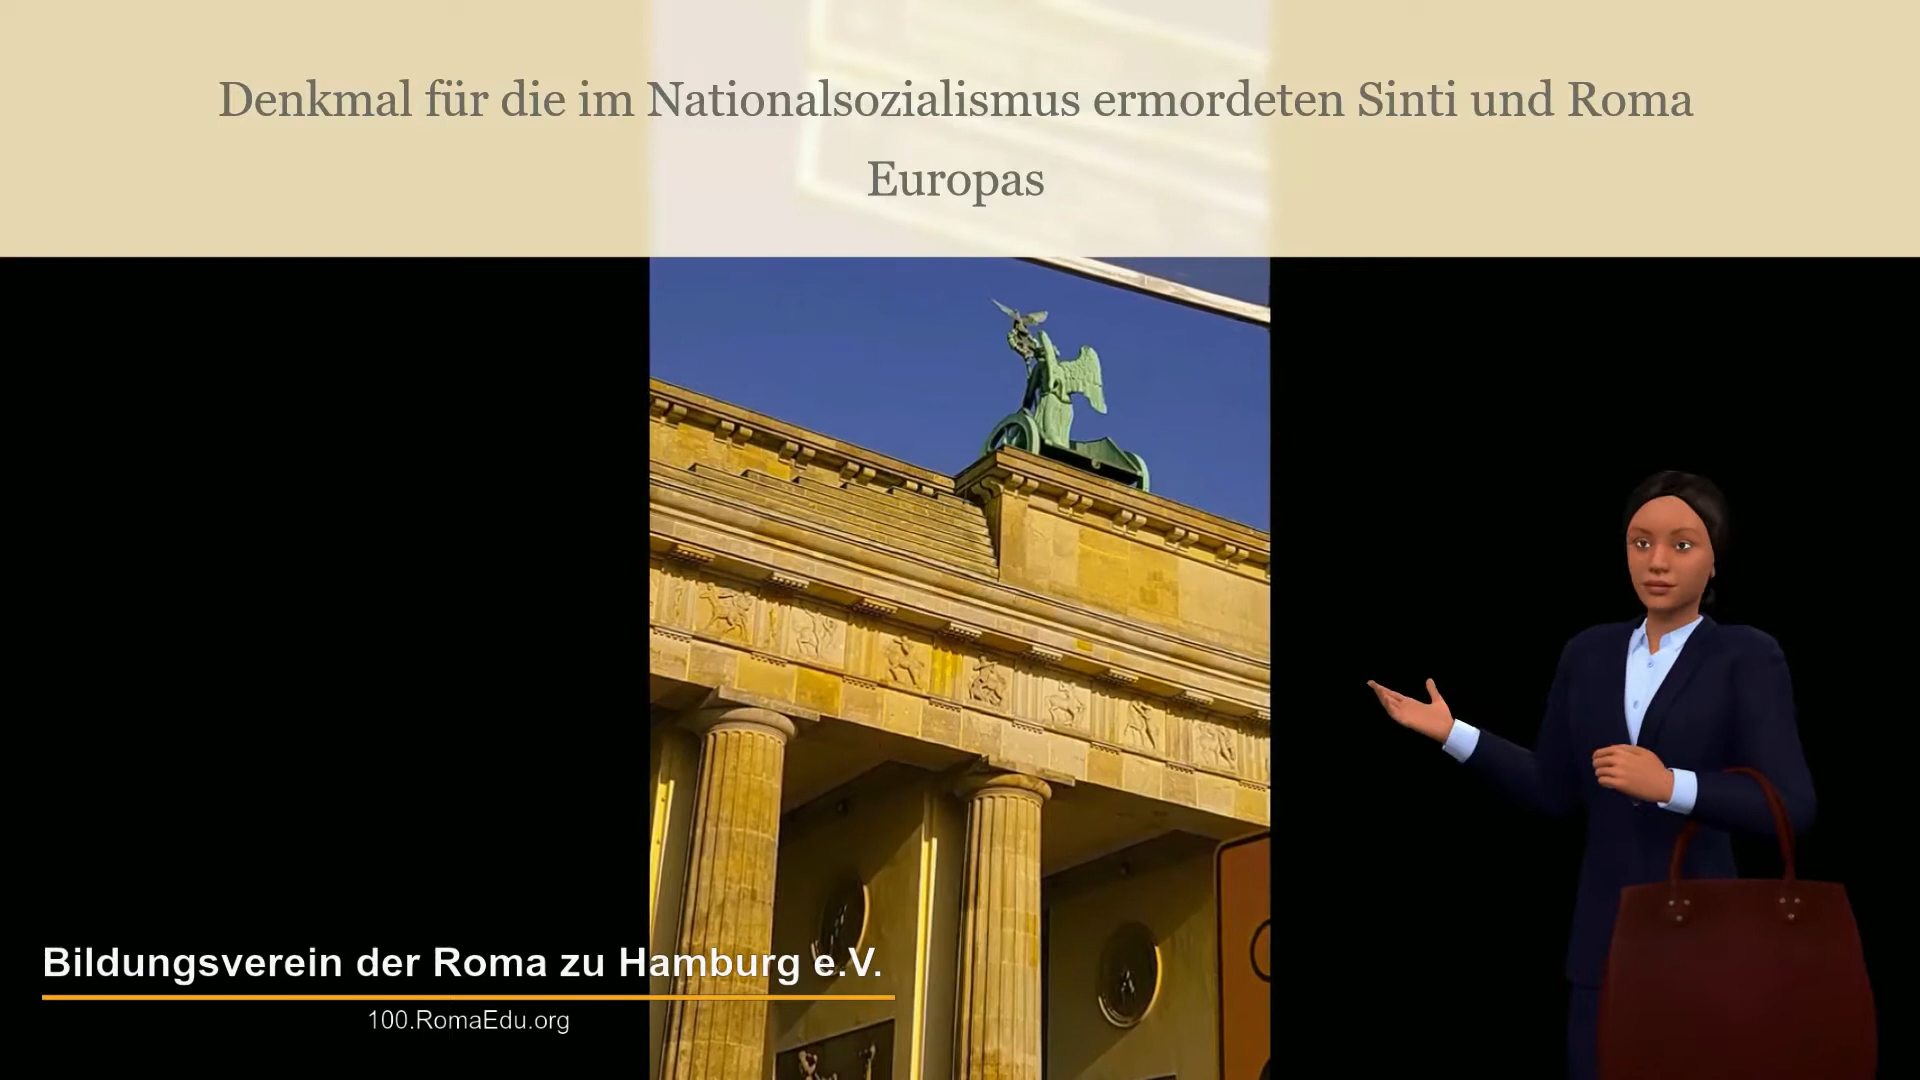 Denkmal für die im Nationalsozialismus ermordeten Sinti und Roma
Europas
Bildungsverein der Roma zu Hamburg e.V.
100.RomaEdu.org